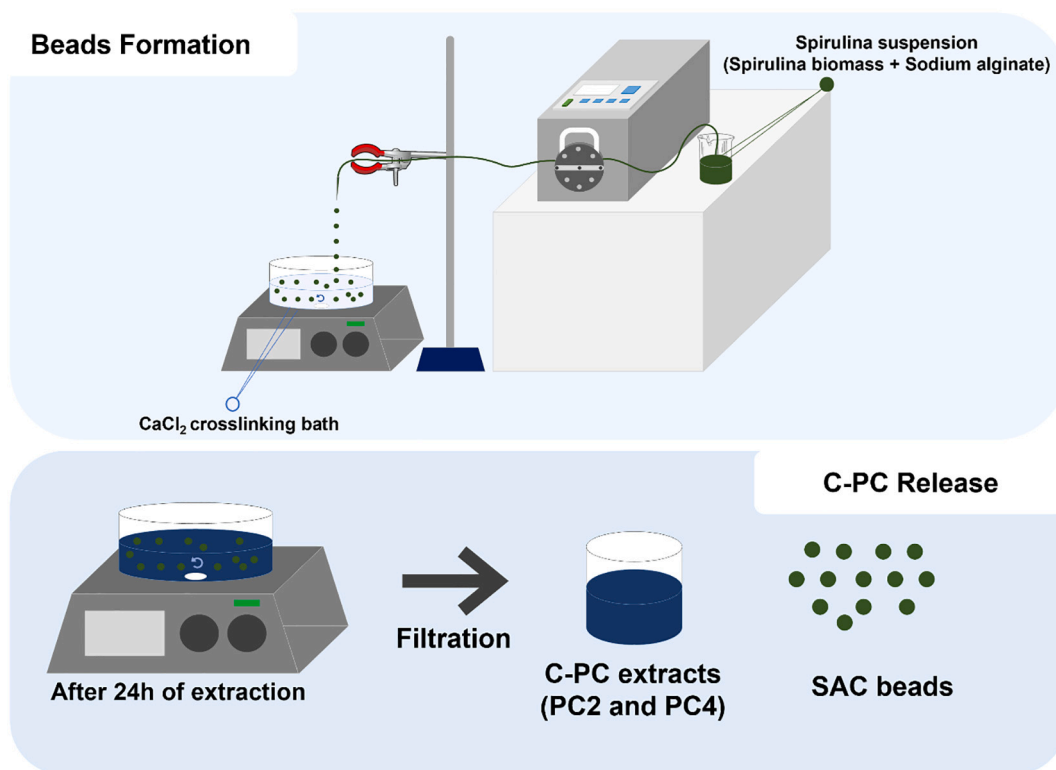 Beads Formation
Spirulina suspension
(Spirulina biomass + Sodium alginate)
CaCl₂ crosslinking bath
C-PC Release
Filtration
After 24h of extraction
C-PC extracts
(PC2 and PC4)
SAC beads